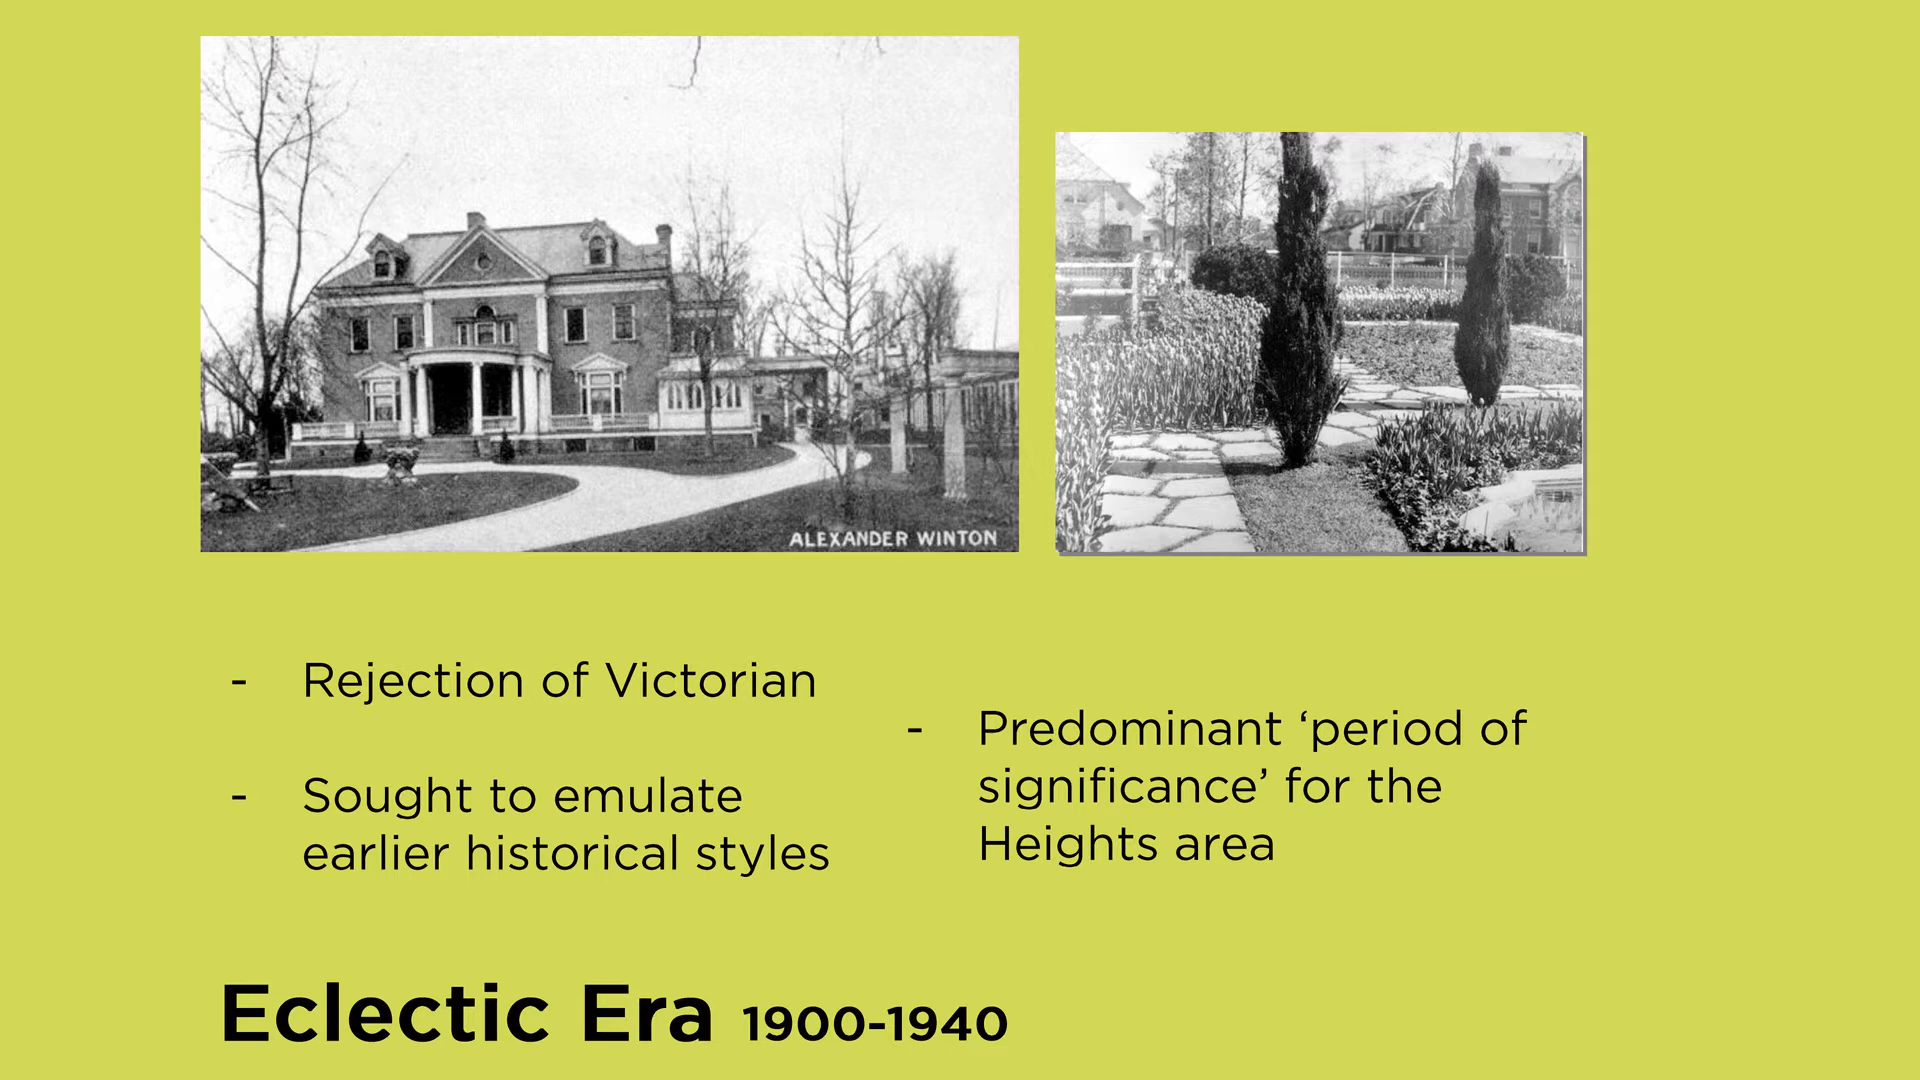 ALEXANDER WINTON
- Rejection of Victorian
- Sought to emulate
earlier historical styles
- Predominant ‘period of
significance’ for the
Heights area
Eclectic Era 1900-1940